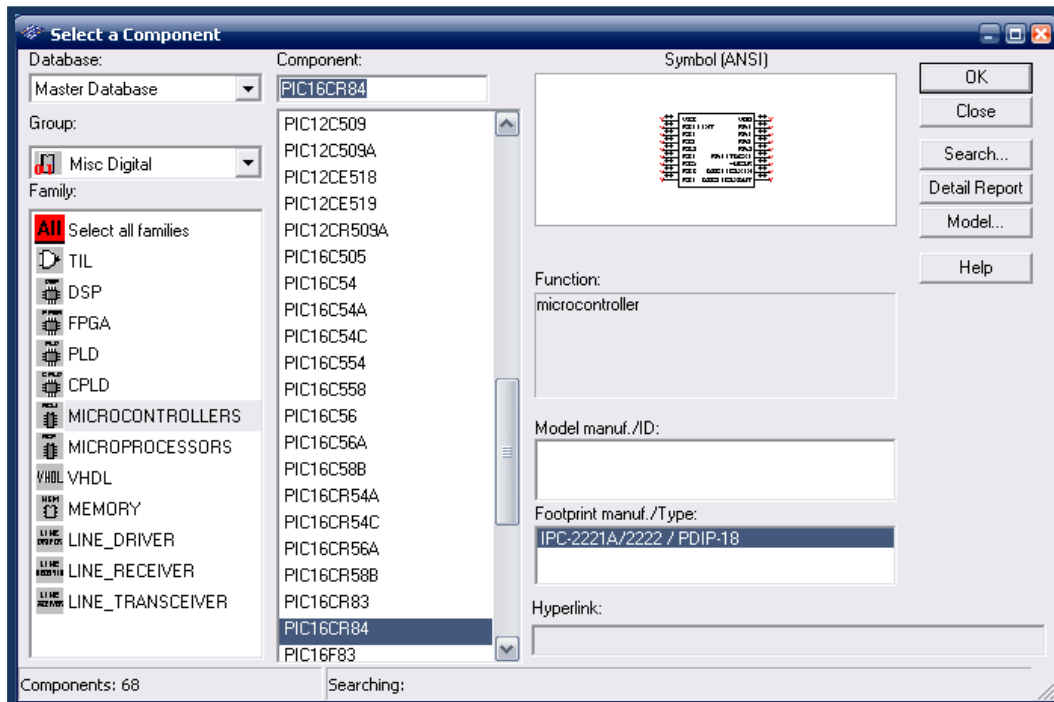 Select a Component
Database:
Master Database
Group:
Misc Digital
Family:
All Select all families
TIL
DSP
FPGA
PLD
CPLD
MICROCONTROLLERS
MICROPROCESSORS
VHDL VHDL
MEMORY
LINE_DRIVER
LINE_RECEIVER
LINE_TRANSCEIVER
Component:
PIC16CR84
PIC12C509
PIC12C509A
PIC12CE518
PIC12CE519
PIC12CR509A
PIC16C505
PIC16C54
PIC16C54A
PIC16C54C
PIC16C554
PIC16C558
PIC16C56
PIC16C56A
PIC16C58B
PIC16CR54A
PIC16CR54C
PIC16CR56A
PIC16CR58B
PIC16CR83
PIC16CR84
PIC16F83
Symbol (ANSI)
Function:
microcontroller
Model manuf./ID:
Footprint manuf./Type:
IPC-2221A/2222 / PDIP-18
Hyperlink:
OK
Close
Search...
Detail Report
Model...
Help
Components: 68
Searching: